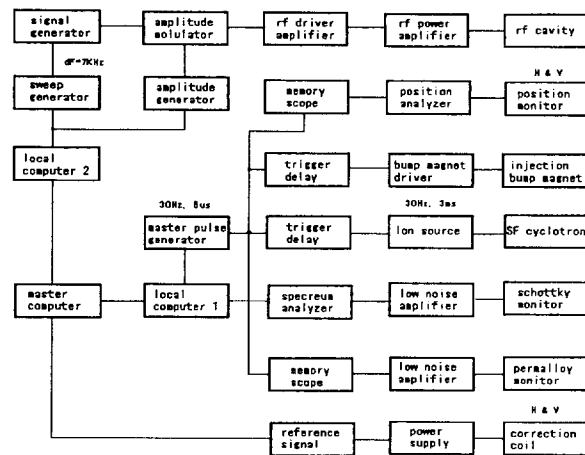 signal
generator
amplitude
molulator
rf driver
amplifier
rf power
amplifier
rf cavity
dF=7KHz
sweep
generator
amplitude
generator
memory
scope
position
analyzer
H & V
position
monitor
local
computer 2
trigger
delay
bump magnet
driver
injection
bump magnet
30Hz, 8us
master pulse
generator
trigger
delay
30Hz, 3ms
Ion source
SF cyclotron
master
computer
local
computer 1
specreum
analyzer
low noise
amplifier
schottky
monitor
memory
scope
low noise
amplifier
permalloy
monitor
reference
signal
power
supply
H & V
correction
coil